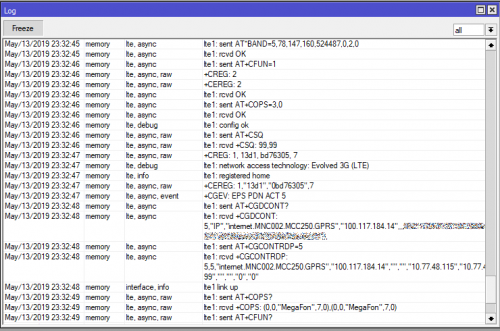 Log
Freeze
all
May/13/2019 23:32:45 memory lte, async lte1: sent AT*BAND=5,78,147,160,524487,0,2,0
May/13/2019 23:32:45 memory lte, async lte1: rcvd OK
May/13/2019 23:32:46 memory lte, async lte1: sent AT+CFUN=1
May/13/2019 23:32:46 memory lte, async, raw +CREG: 2
May/13/2019 23:32:46 memory lte, async, raw +CEREG: 2
May/13/2019 23:32:46 memory lte, async lte1: rcvd OK
May/13/2019 23:32:46 memory lte, async lte1: sent AT+COPS=3,0
May/13/2019 23:32:46 memory lte, async lte1: rcvd OK
May/13/2019 23:32:46 memory lte, debug lte1: config ok
May/13/2019 23:32:46 memory lte, async lte1: sent AT+CSQ
May/13/2019 23:32:46 memory lte, async, raw lte1: rcvd +CSQ: 99,99
May/13/2019 23:32:47 memory lte, async, raw +CREG: 1, 13d1, bd76305, 7
May/13/2019 23:32:47 memory lte, debug lte1: network access technology: Evolved 3G (LTE)
May/13/2019 23:32:47 memory lte, info lte1: registered home
May/13/2019 23:32:47 memory lte, async, raw +CEREG: 1,"13d1","0bd76305",7
May/13/2019 23:32:47 memory lte, async, event +CGEV: EPS PDN ACT 5
May/13/2019 23:32:48 memory lte, async lte1: sent AT+CGDCONT?
May/13/2019 23:32:48 memory lte, async lte1: rcvd +CGDCONT:
5,"IP","internet.MNC002.MCC250.GPRS","100.117.184.14"
May/13/2019 23:32:48 memory lte, async lte1: sent AT+CGCONTRDP=5
May/13/2019 23:32:48 memory lte, async lte1: rcvd +CGCONTRDP:
5,5,"internet.MNC002.MCC250.GPRS","100.117.184.14","","","10.77.48.115","10.77.4
99","","","0","0"
May/13/2019 23:32:48 memory interface, info lte1 link up
May/13/2019 23:32:49 memory lte, async lte1: sent AT+COPS?
May/13/2019 23:32:49 memory lte, async, raw lte1: rcvd +COPS: (0,0,"MegaFon",7,0),(0,0,"MegaFon",7,0)
May/13/2019 23:32:49 memory lte, async lte1: sent AT+CFUN?